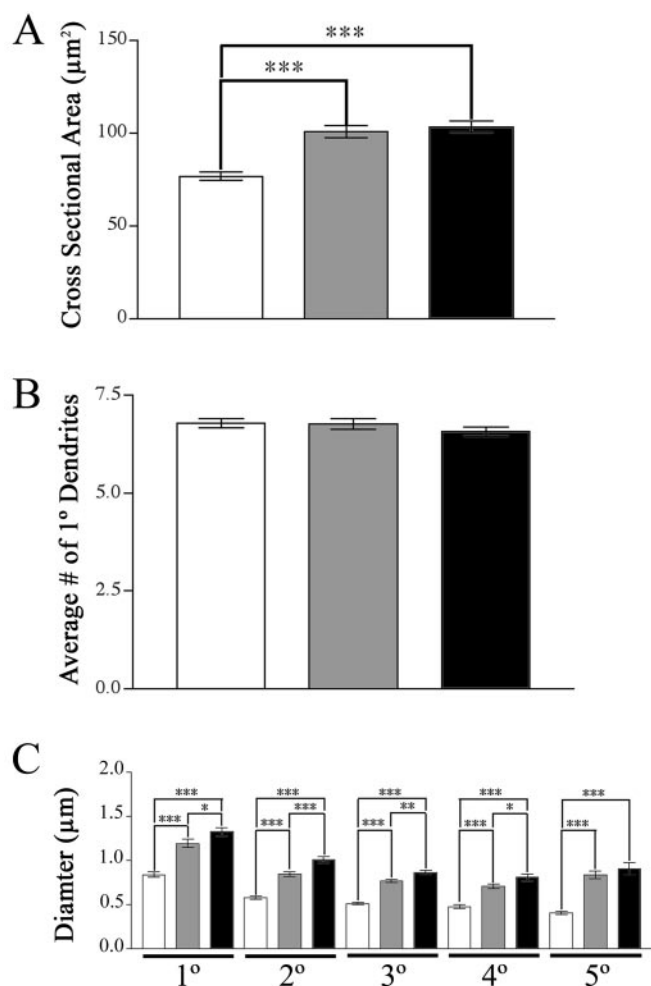 A
Cross Sectional Area (µm²)
150
100
50
0
***
***
B
Average # of 1º Dendrites
7.5
5.0
2.5
0.0
C
Diamter (µm)
2.0
1.5
1.0
0.5
0.0
*** *** *** *** ***
*** * *** *** *** ** *** * ***
1º 2º 3º 4º 5º